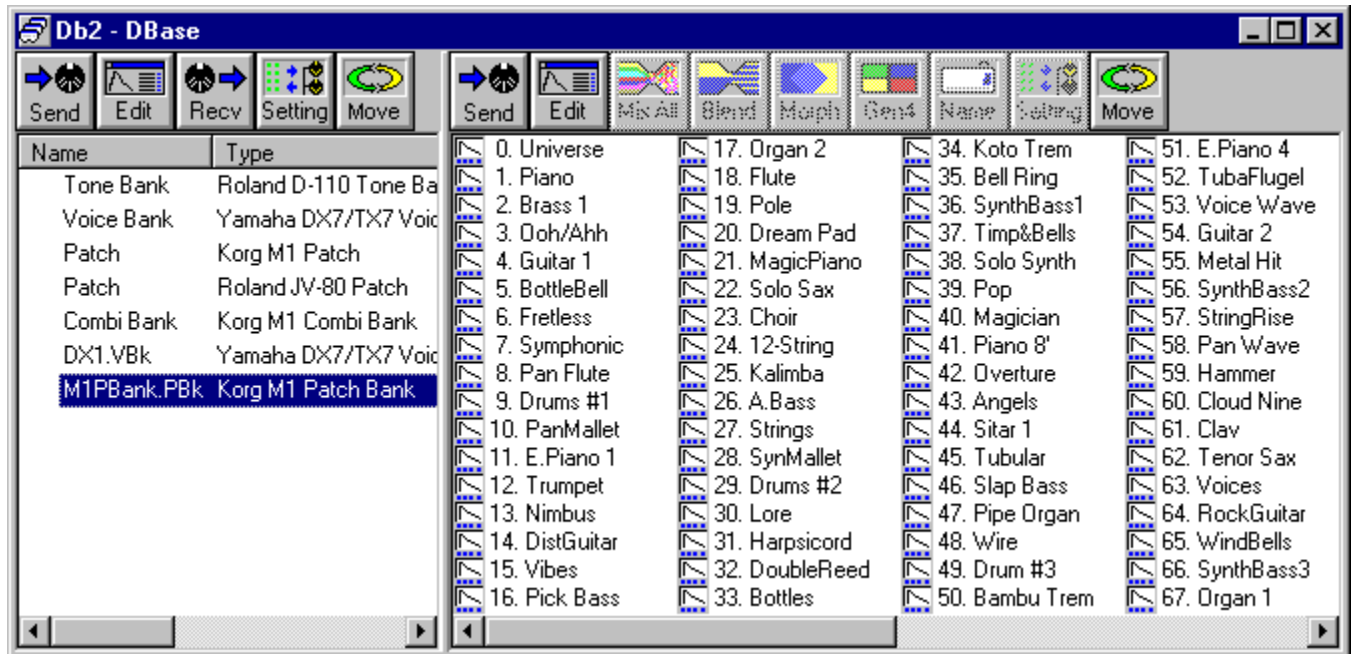 Db2 - DBase
Send Edit Recv Setting Move
Send Edit Mix All Blend Morph Gen4 Name Setting Move
Name Type
Tone Bank Roland D-110 Tone Ba
Voice Bank Yamaha DX7/TX7 Voic
Patch Korg M1 Patch
Patch Roland JV-80 Patch
Combi Bank Korg M1 Combi Bank
DX1.VBk Yamaha DX7/TX7 Voic
M1PBank.PBk Korg M1 Patch Bank
0. Universe
1. Piano
2. Brass 1
3. Ooh/Ahh
4. Guitar 1
5. BottleBell
6. Fretless
7. Symphonic
8. Pan Flute
9. Drums #1
10. PanMallet
11. E.Piano 1
12. Trumpet
13. Nimbus
14. DistGuitar
15. Vibes
16. Pick Bass
17. Organ 2
18. Flute
19. Pole
20. Dream Pad
21. MagicPiano
22. Solo Sax
23. Choir
24. 12-String
25. Kalimba
26. A.Bass
27. Strings
28. SynMallet
29. Drums #2
30. Lore
31. Harpsicord
32. DoubleReed
33. Bottles
34. Koto Trem
35. Bell Ring
36. SynthBass1
37. Timp&Bells
38. Solo Synth
39. Pop
40. Magician
41. Piano 8'
42. Overture
43. Angels
44. Sitar 1
45. Tubular
46. Slap Bass
47. Pipe Organ
48. Wire
49. Drum #3
50. Bambu Trem
51. E.Piano 4
52. TubaFlugel
53. Voice Wave
54. Guitar 2
55. Metal Hit
56. SynthBass2
57. StringRise
58. Pan Wave
59. Hammer
60. Cloud Nine
61. Clav
62. Tenor Sax
63. Voices
64. RockGuitar
65. WindBells
66. SynthBass3
67. Organ 1